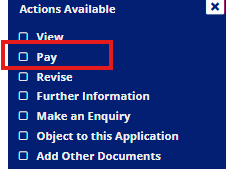 Actions Available
View
Pay
Revise
Further Information
Make an Enquiry
Object to this Application
Add Other Documents